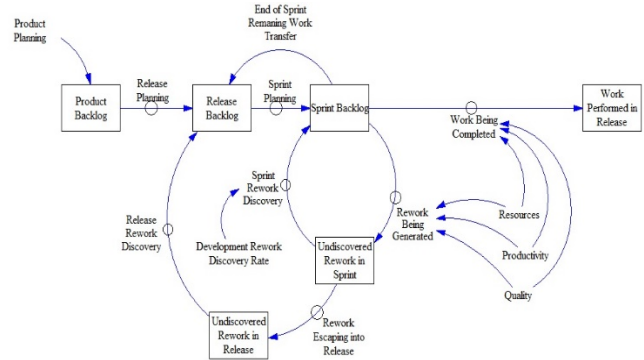 Product
Planning
End of Sprint
Remaning Work
Transfer
Product
Backlog
Release
Planning
Release
Backlog
Sprint
Planning
Sprint Backlog
Work Being
Completed
Work
Performed in
Release
Sprint
Rework
Discovery
Release
Rework
Discovery
Development Rework
Discovery Rate
Rework
Being
Generated
Resources
Productivity
Quality
Undiscovered
Rework in
Sprint
Undiscovered
Rework in
Release
Rework
Escaping into
Release